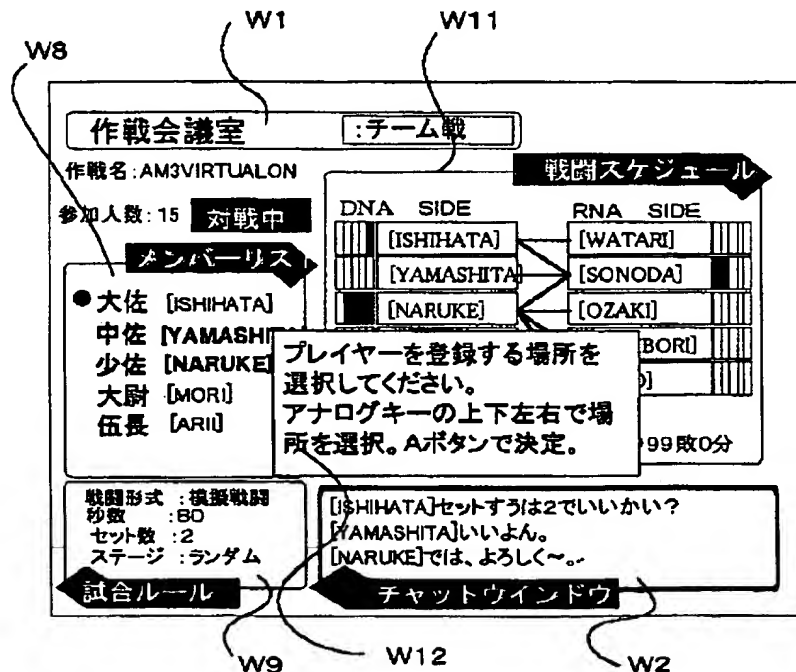 W1
W11
W8
作戦会議室 :チーム戦
作戦名:AM3VIRTUALON
参加人数:15 対戦中
戦闘スケジュール
DNA SIDE RNA SIDE
[ISHIHATA] [WATARI]
[YAMASHITA [SONODA]
[NARUKE] [OZAKI]
BORI]
]
99敗0分
メンバーリス
大佐 [ISHIHATA]
中佐 [YAMASHITA
少佐 [NARUKE]
大尉 [MORI]
伍長 [ARII]
プレイヤーを登録する場所を
選択してください。
アナログキーの上下左右で場
所を選択。Aボタンで決定。
戦闘形式 :模擬戦闘
秒数 :80
セット数 :2
ステージ :ランダム
試合ルール
[ISHIHATA]セットすうは2でいいかい?
[YAMASHITA]いいよん。
[NARUKE]では、よろしく~。
チャットウインドウ
W9
W12
W2